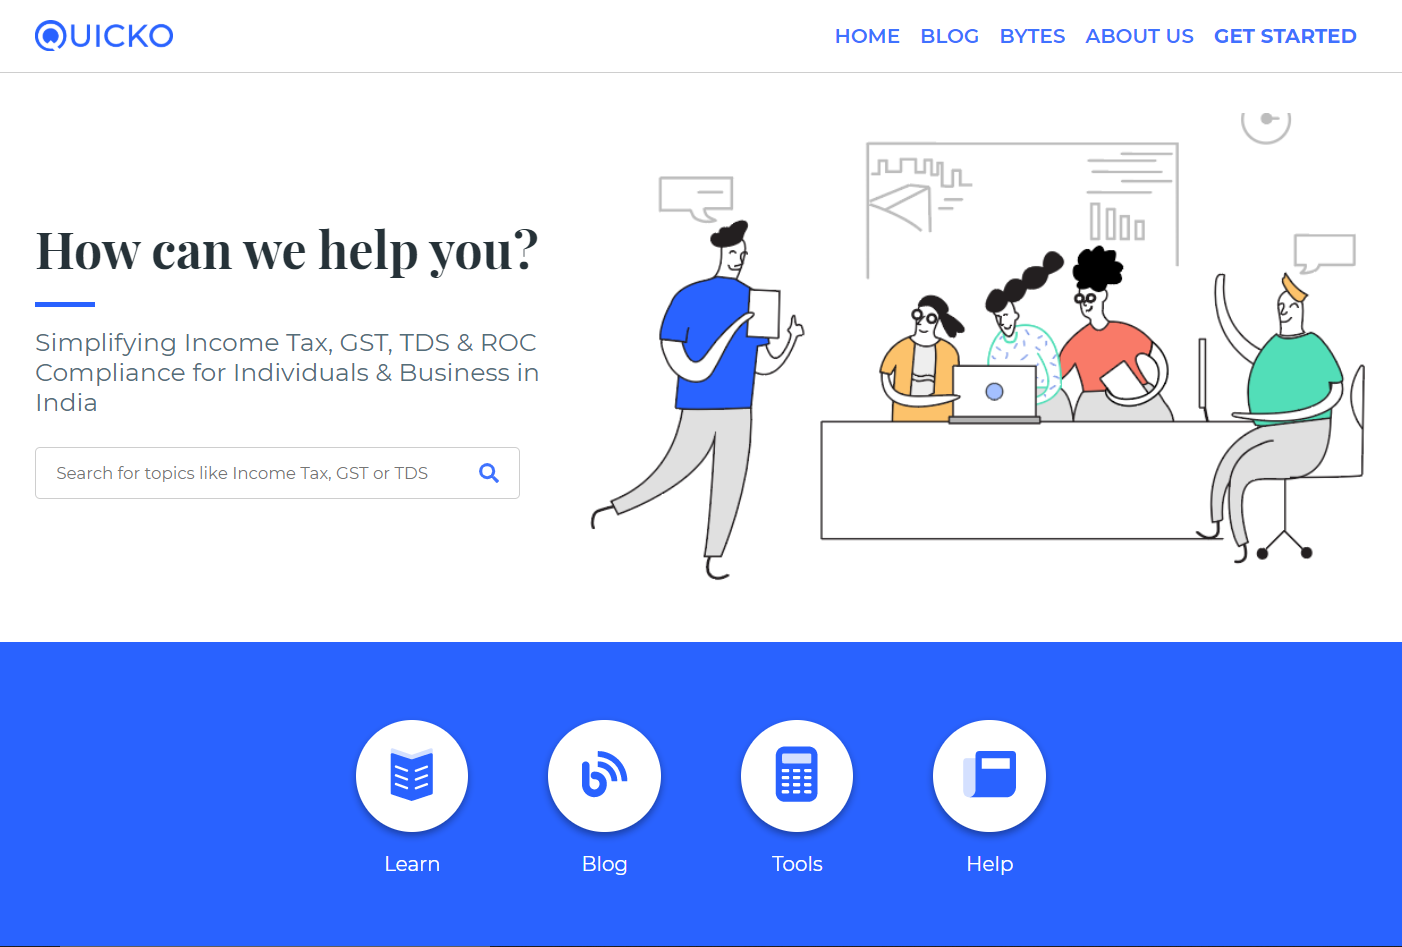 QUICKO
HOME BLOG BYTES ABOUT US GET STARTED
How can we help you?
Simplifying Income Tax, GST, TDS & ROC
Compliance for Individuals & Business in
India
Search for topics like Income Tax, GST or TDS
Learn Blog Tools Help